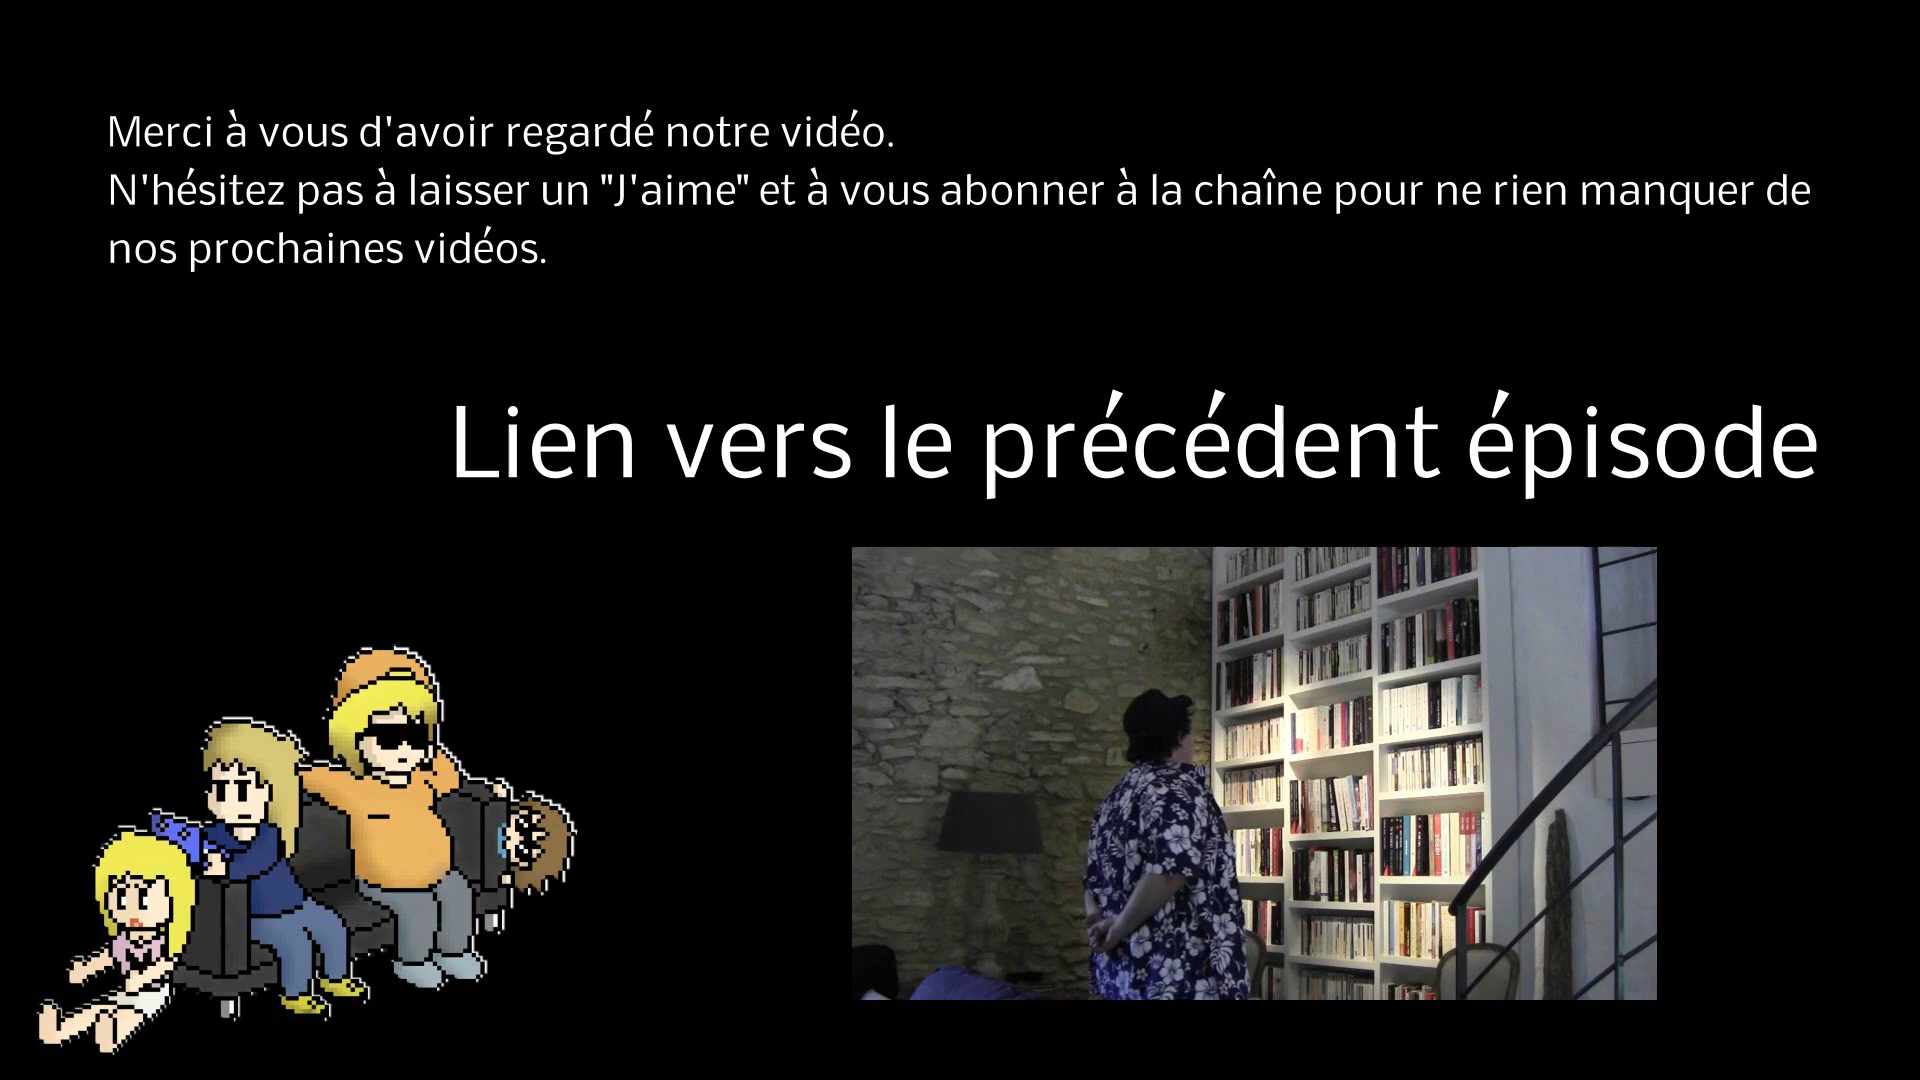 Merci à vous d'avoir regardé notre vidéo.
N'hésitez pas à laisser un "J'aime" et à vous abonner à la chaîne pour ne rien manquer de
nos prochaines vidéos.
Lien vers le précédent épisode